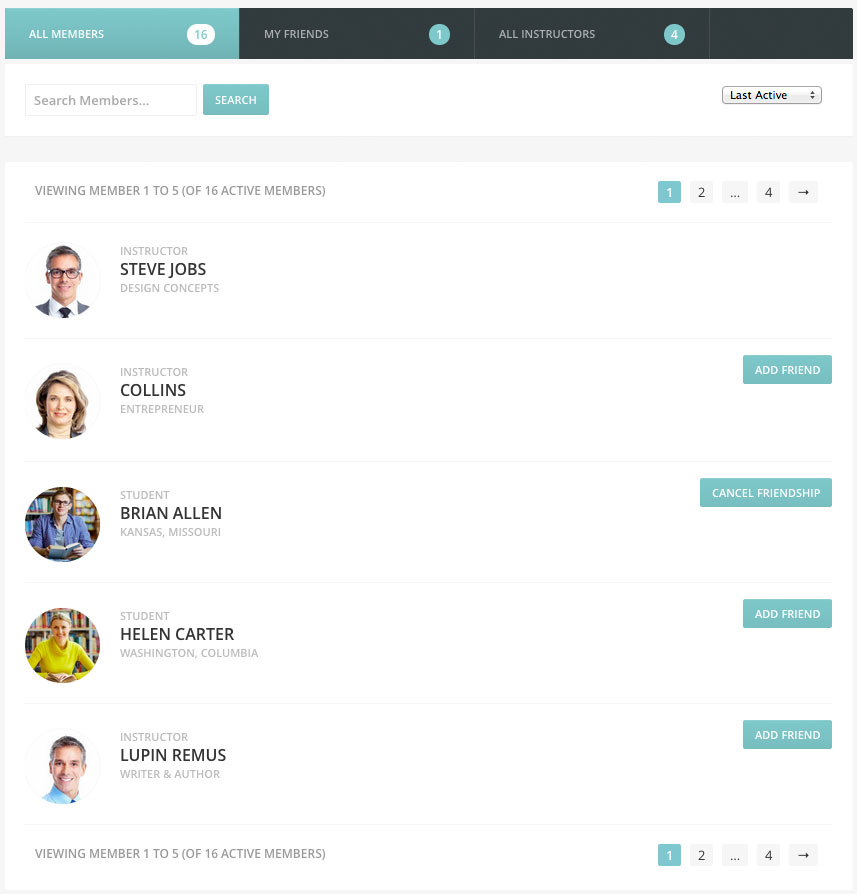 ALL MEMBERS 16 MY FRIENDS 1 ALL INSTRUCTORS 4
Search Members... SEARCH Last Active
VIEWING MEMBER 1 TO 5 (OF 16 ACTIVE MEMBERS) 1 2 ... 4 →
INSTRUCTOR
STEVE JOBS
DESIGN CONCEPTS
INSTRUCTOR
ADD FRIEND
COLLINS
ENTREPRENEUR
STUDENT
CANCEL FRIENDSHIP
BRIAN ALLEN
KANSAS, MISSOURI
STUDENT
ADD FRIEND
HELEN CARTER
WASHINGTON, COLUMBIA
INSTRUCTOR
ADD FRIEND
LUPIN REMUS
WRITER & AUTHOR
VIEWING MEMBER 1 TO 5 (OF 16 ACTIVE MEMBERS) 1 2 ... 4 →